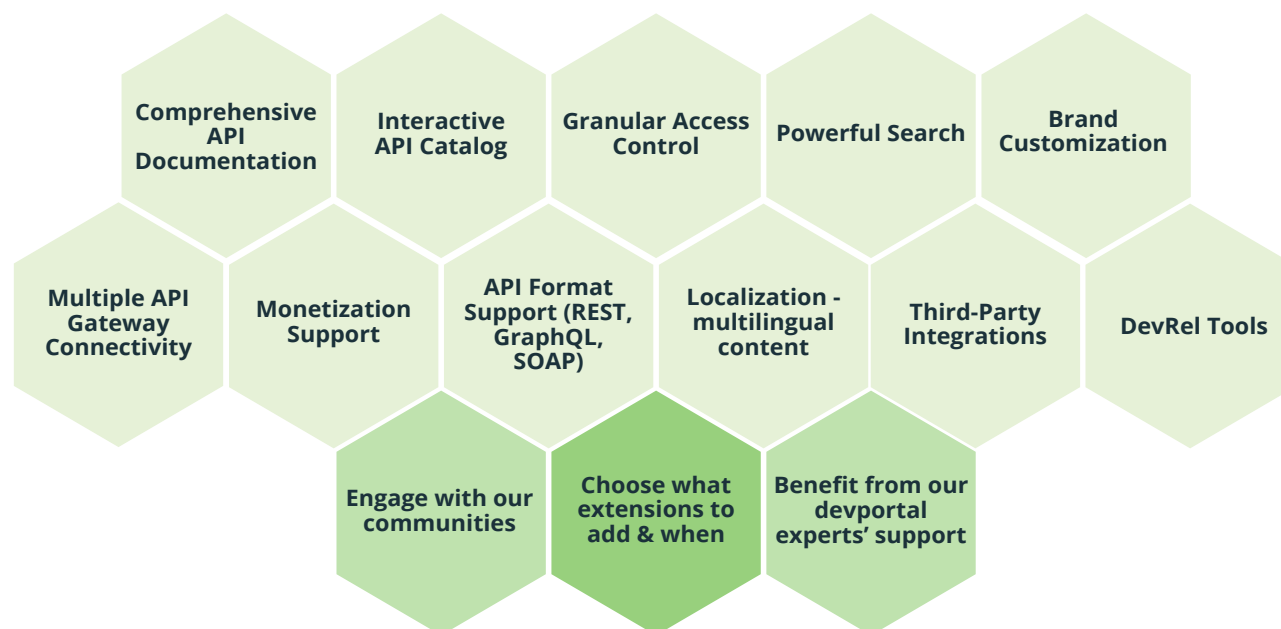 Comprehensive
API
Documentation
Interactive
API Catalog
Granular Access
Control
Powerful Search
Brand
Customization
Multiple API
Gateway
Connectivity
Monetization
Support
API Format
Support (REST,
GraphQL,
SOAP)
Localization -
multilingual
content
Third-Party
Integrations
DevRel Tools
Engage with our
communities
Choose what
extensions to
add & when
Benefit from our
devportal
experts’ support